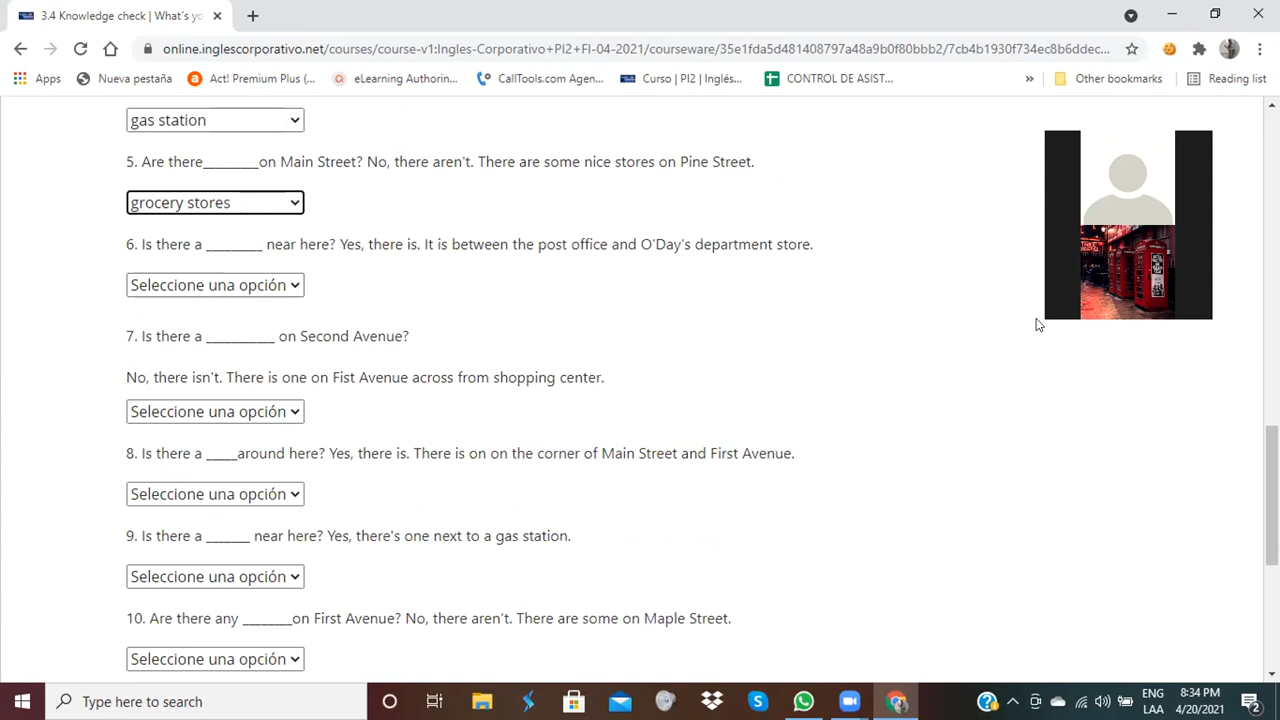 3.4 Knowledge check | What's yo
online.inglescorporativo.net/courses/course-v1:Ingles-Corporativo+PI2+FI-04-2021/courseware/35e1fda5d481408797a48a9b0f80bbb2/7cb4b1930f734ec8b6ddec...
Apps Nueva pestaña Act! Premium Plus (... eLearning Authorin... CallTools.com Agen... Curso | PI2 | Inglés... CONTROL DE ASIST... » Other bookmarks Reading list
gas station
5. Are there_________on Main Street? No, there aren't. There are some nice stores on Pine Street.
grocery stores
6. Is there a _________ near here? Yes, there is. It is between the post office and O'Day's department store.
Seleccione una opción
7. Is there a ___________ on Second Avenue?
No, there isn't. There is one on Fist Avenue across from shopping center.
Seleccione una opción
8. Is there a _____around here? Yes, there is. There is on on the corner of Main Street and First Avenue.
Seleccione una opción
9. Is there a _______ near here? Yes, there's one next to a gas station.
Seleccione una opción
10. Are there any ________on First Avenue? No, there aren't. There are some on Maple Street.
Seleccione una opción
Type here to search
ENG 8:34 PM
LAA 4/20/2021
2